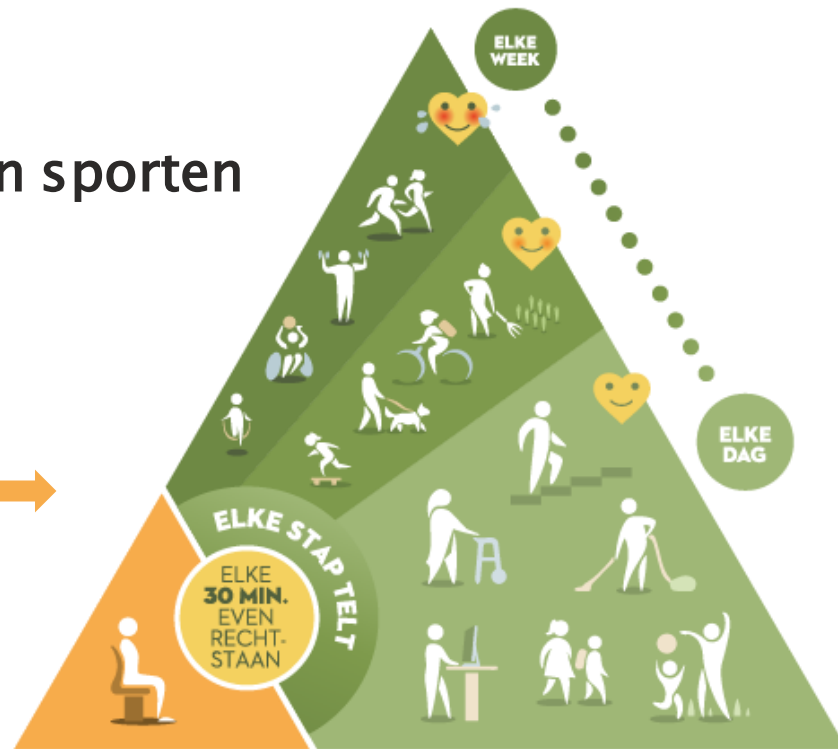 ELKE
WEEK
n sporten
ELKE
DAG
ELKE STAP TELT
ELKE
30 MIN.
EVEN
RECHT-
STAAN